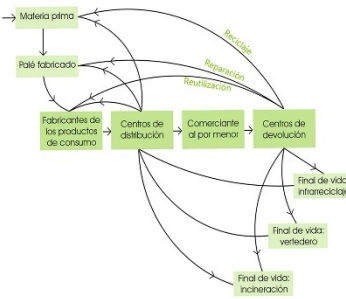 Materia prima
Reciclaje
Palé fabricado
Reparación
Reutilización
Fabricantes de
los productos
de consumo
Centros de
distribución
Comerciante
al por menor
Centros de
devolución
Final de vida:
infrarreciclaje
Final de vida:
vertedero
Final de vida:
incineración